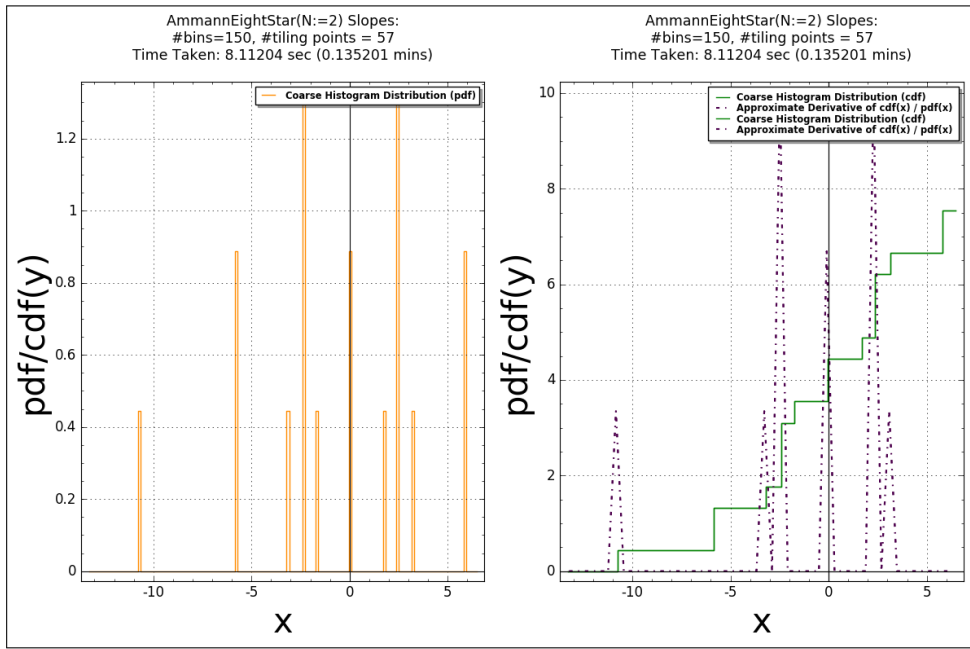 AmmannEightStar(N:=2) Slopes:
#bins=150, #tiling points = 57
Time Taken: 8.11204 sec (0.135201 mins)
Coarse Histogram Distribution (pdf)
1.2
1
0.8
0.6
0.4
0.2
0
-10
-5
0
5
pdf/cdf(y)
x
AmmannEightStar(N:=2) Slopes:
#bins=150, #tiling points = 57
Time Taken: 8.11204 sec (0.135201 mins)
Coarse Histogram Distribution (cdf)
Approximate Derivative of cdf(x) / pdf(x)
Coarse Histogram Distribution (cdf)
Approximate Derivative of cdf(x) / pdf(x)
10
8
6
4
2
0
-10
-5
0
5
pdf/cdf(y)
x